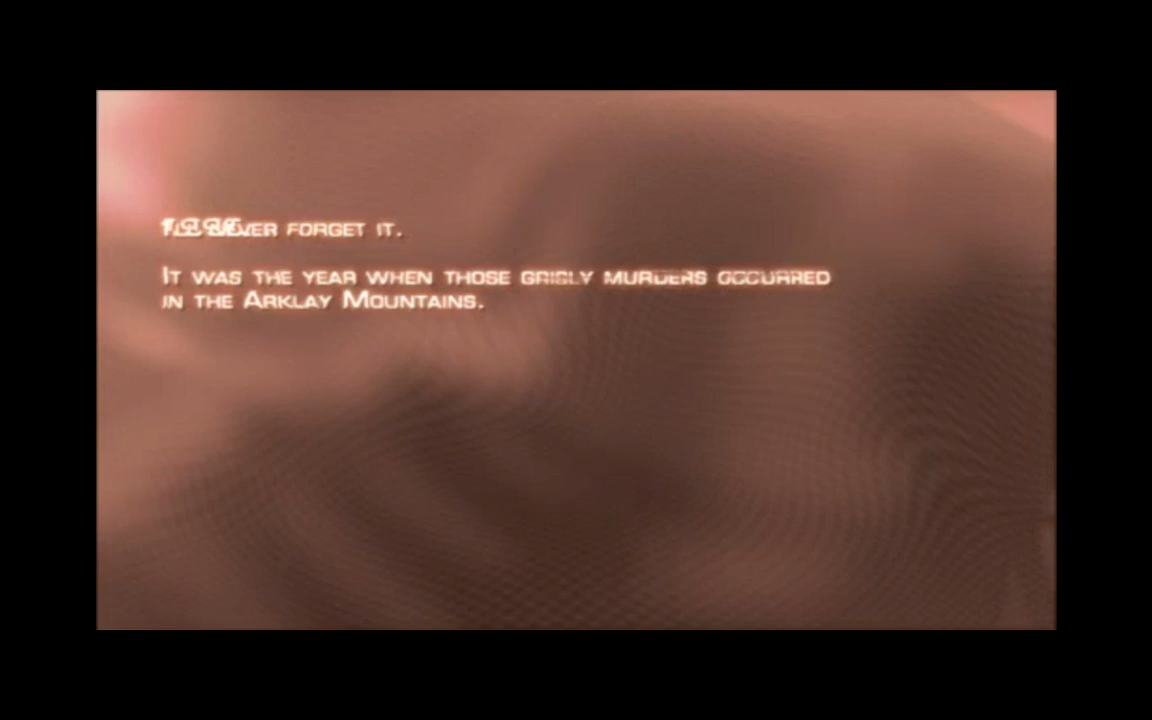 FORGET IT.
IT WAS THE YEAR WHEN THOSE GRISLY MURDERS OCCURRED
IN THE ARKLAY MOUNTAINS.